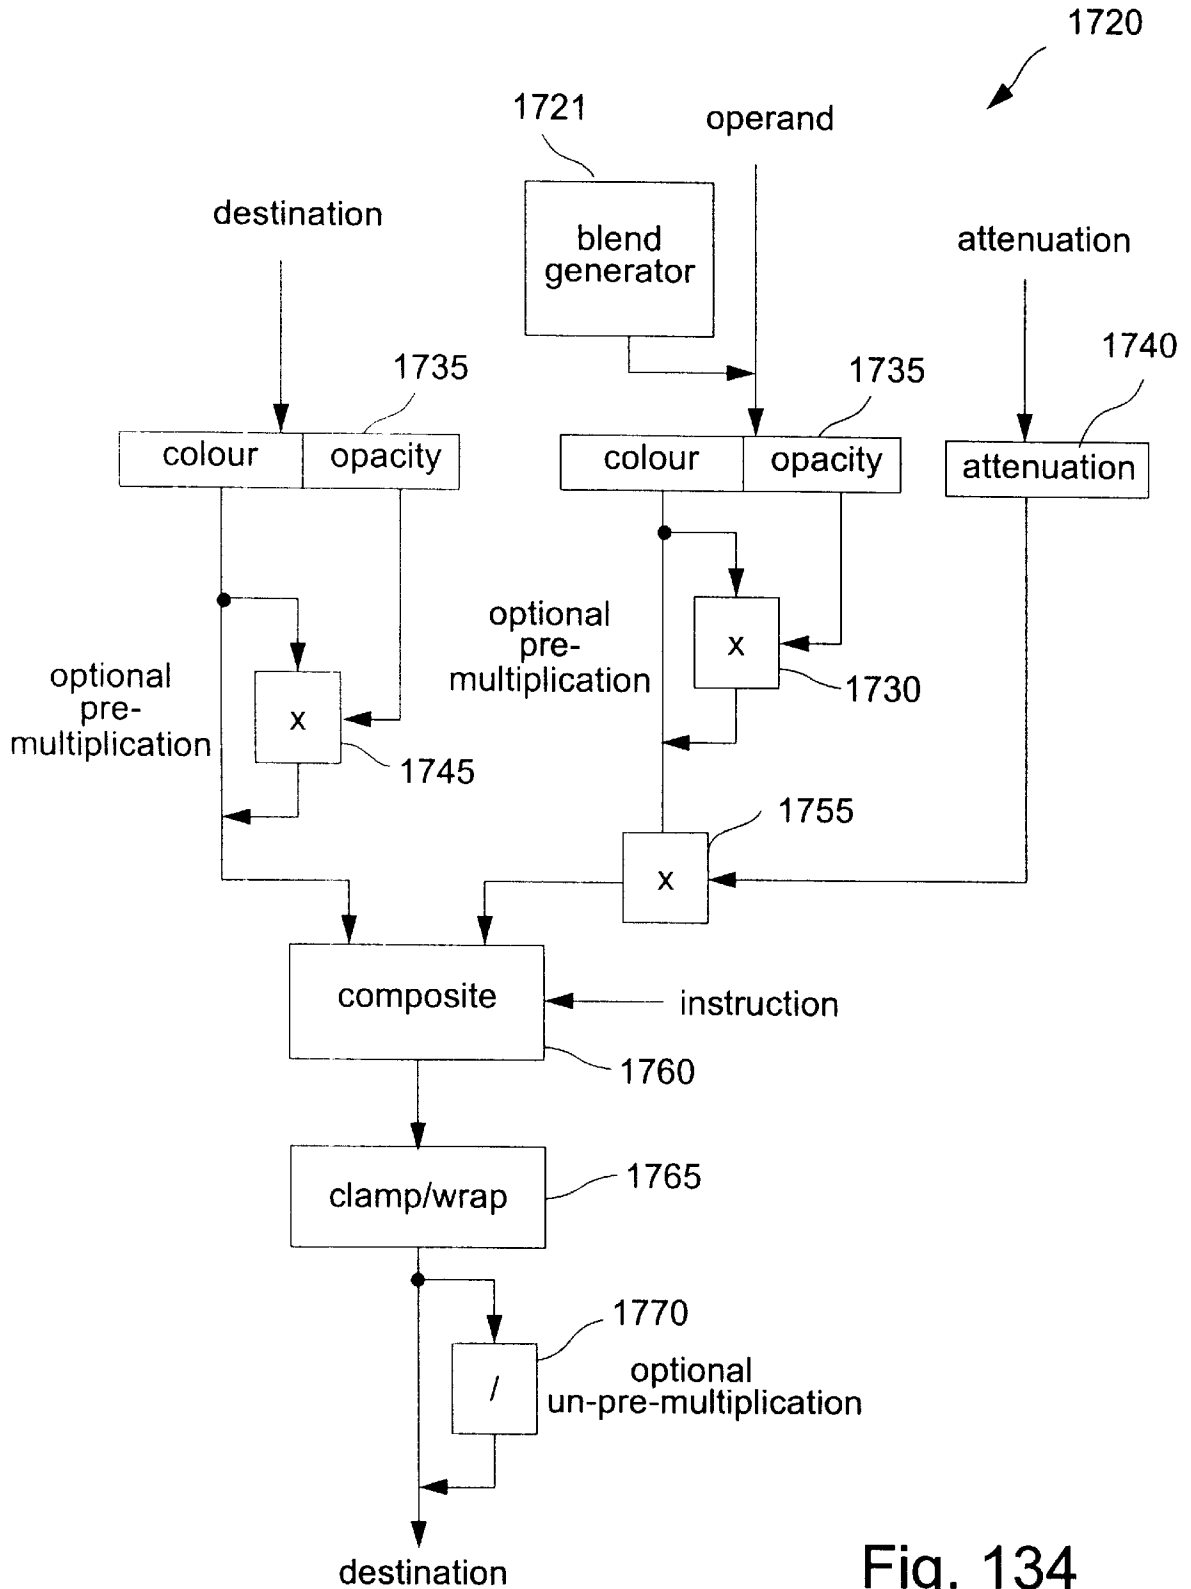 1720
1721
operand
destination
blend
generator
attenuation
1735
1735
1740
colour
opacity
colour
opacity
attenuation
optional
pre-
multiplication
x
1730
optional
pre-
multiplication
x
1745
1755
x
composite
instruction
1760
clamp/wrap
1765
1770
/
optional
un-pre-multiplication
destination
Fig. 134